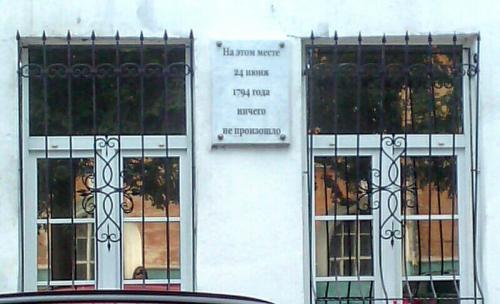 На этом месте
24 июня
1794 года
ничего
не произошло